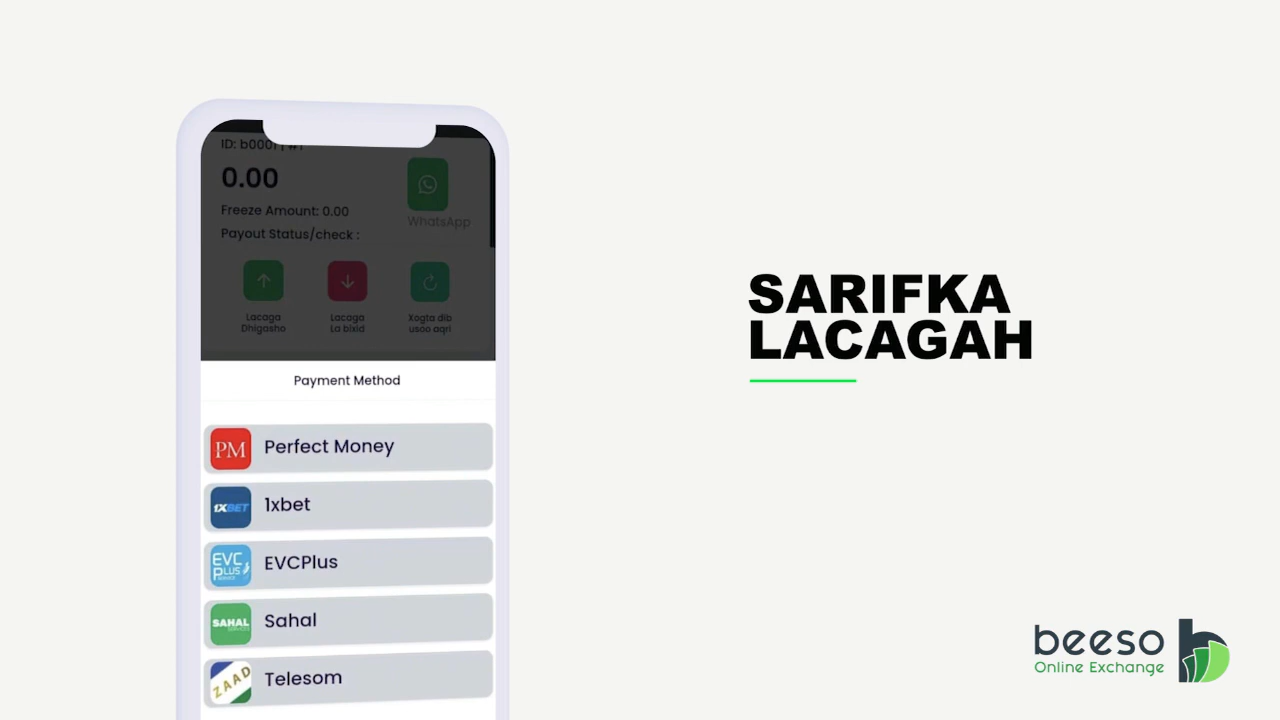 ID: b0001 | #1
0.00
Freeze Amount: 0.00
Payout Status/check :
WhatsApp
Lacaga
Dhigasho
Lacaga
La bixid
Xogta dib
usoo aqri
Payment Method
PM
Perfect Money
1XBET
1xbet
EVC
PLUS
EVCPlus
SAHAL
Sahal
ZAAD
Telesom
SARIFKA
LACAGAH
beeso
Online Exchange